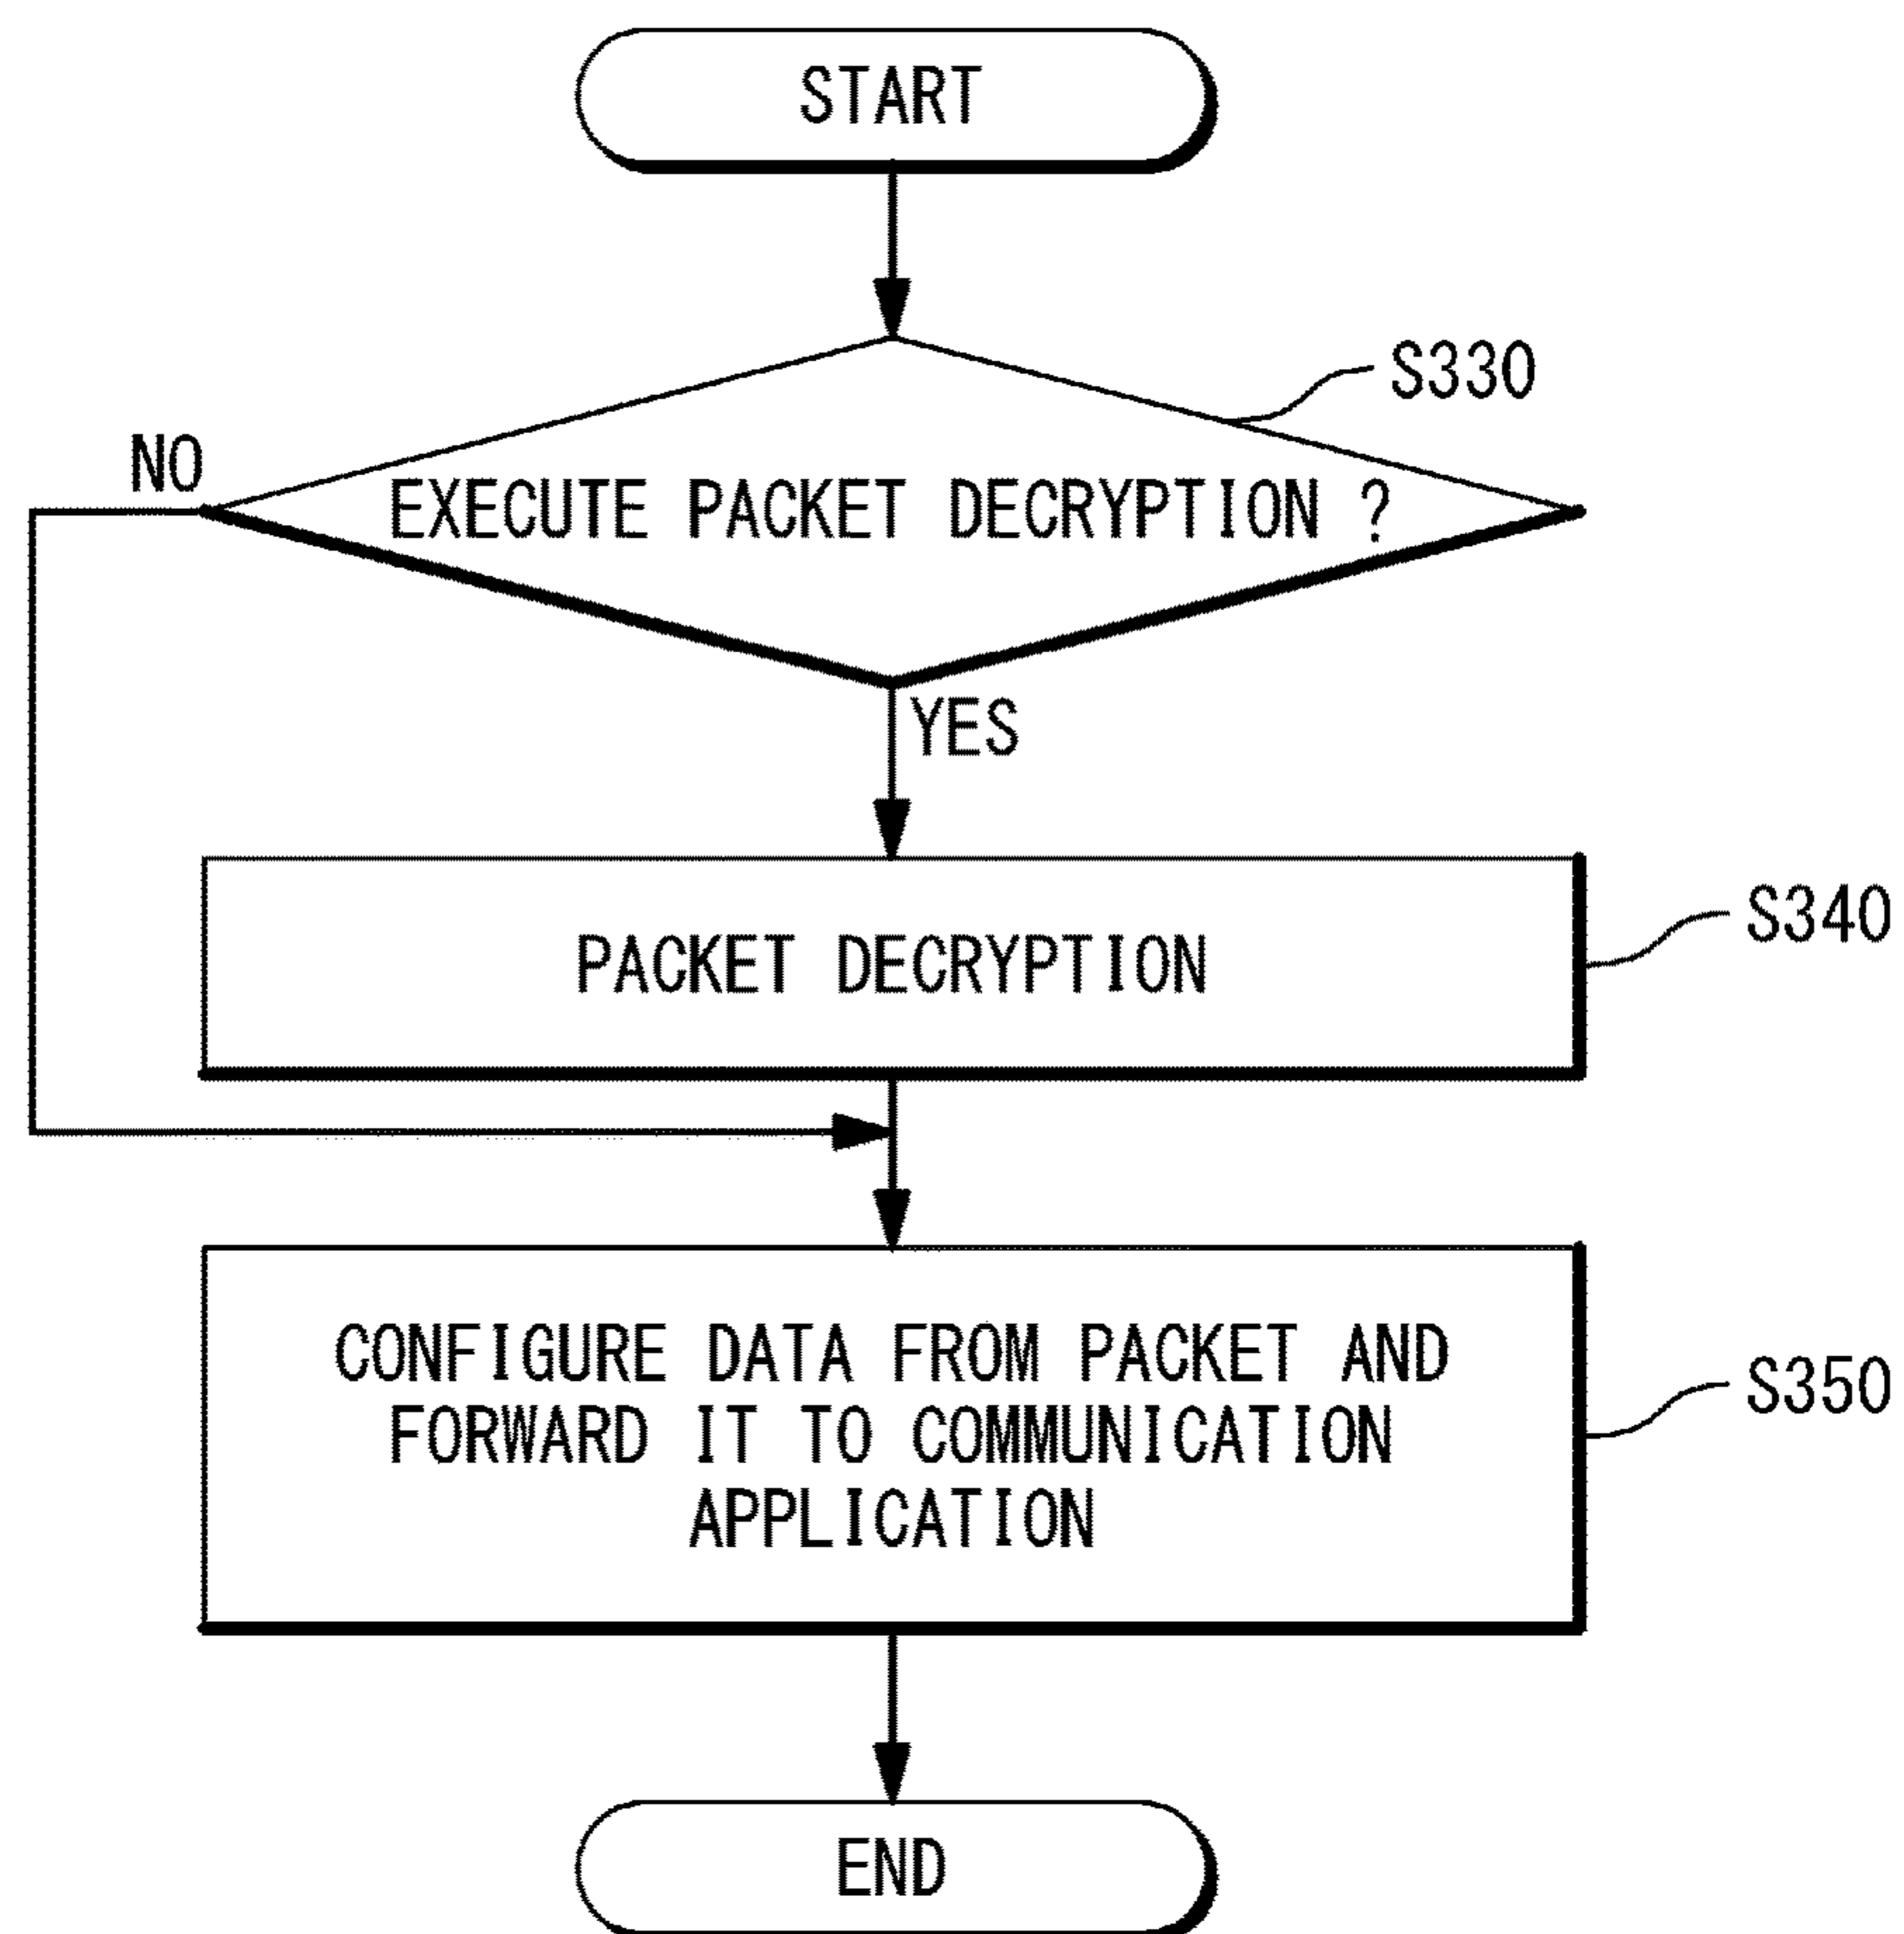 START
S330
NO
EXECUTE PACKET DECRYPTION ?
YES
S340
PACKET DECRYPTION
CONFIGURE DATA FROM PACKET AND
S350
FORWARD IT TO COMMUNICATION
APPLICATION
END